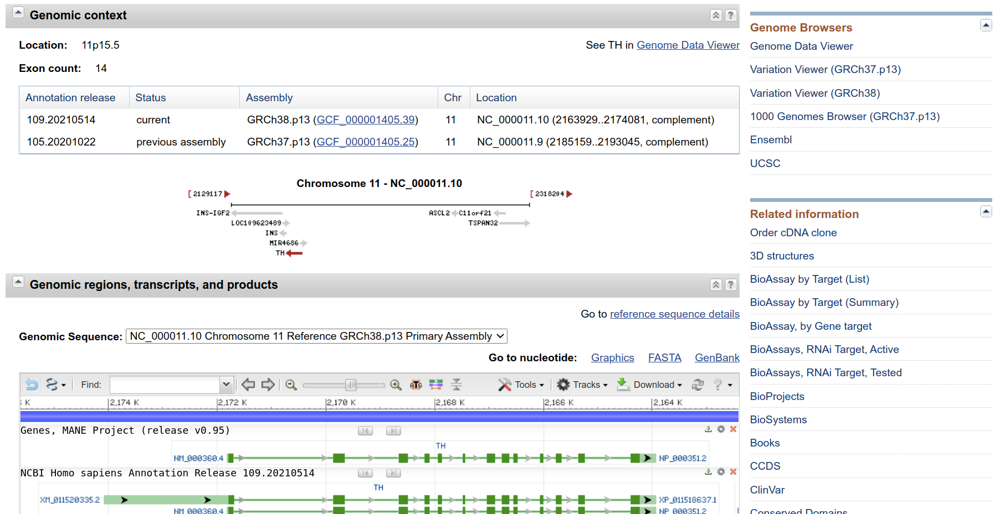 Genomic context
Location: 11p15.5
See TH in Genome Data Viewer
Exon count: 14
Annotation release Status Assembly Chr Location
109.20210514 current GRCh38.p13 (GCF_000001405.39) 11 NC_000011.10 (2163929..2174081, complement)
105.20201022 previous assembly GRCh37.p13 (GCF_000001405.25) 11 NC_000011.9 (2185159..2193045, complement)
Chromosome 11 - NC_000011.10
[ 2129117 [ 2318204
INS-IGF2 ASCL2 C11orf21
LOC109623489 TSPAN32
INS
MIR4686
TH
Genomic regions, transcripts, and products
Go to reference sequence details
Genomic Sequence: NC_000011.10 Chromosome 11 Reference GRCh38.p13 Primary Assembly
Go to nucleotide: Graphics FASTA GenBank
Find: ATG Tools Tracks Download ?
K 2,174 K 2,172 K 2,170 K 2,168 K 2,166 K 2,164 K
Genes, MANE Project (release v0.95)
TH
NM_000360.4 NP_000351.2
NCBI Homo sapiens Annotation Release 109.20210514
TH
XM_011520335.2 XP_011518637.1
NM_000360.4 NP_000351.2
Genome Browsers
Genome Data Viewer
Variation Viewer (GRCh37.p13)
Variation Viewer (GRCh38)
1000 Genomes Browser (GRCh37.p13)
Ensembl
UCSC
Related information
Order cDNA clone
3D structures
BioAssay by Target (List)
BioAssay by Target (Summary)
BioAssay, by Gene target
BioAssays, RNAi Target, Active
BioAssays, RNAi Target, Tested
BioProjects
BioSystems
Books
CCDS
ClinVar
Conserved Domains